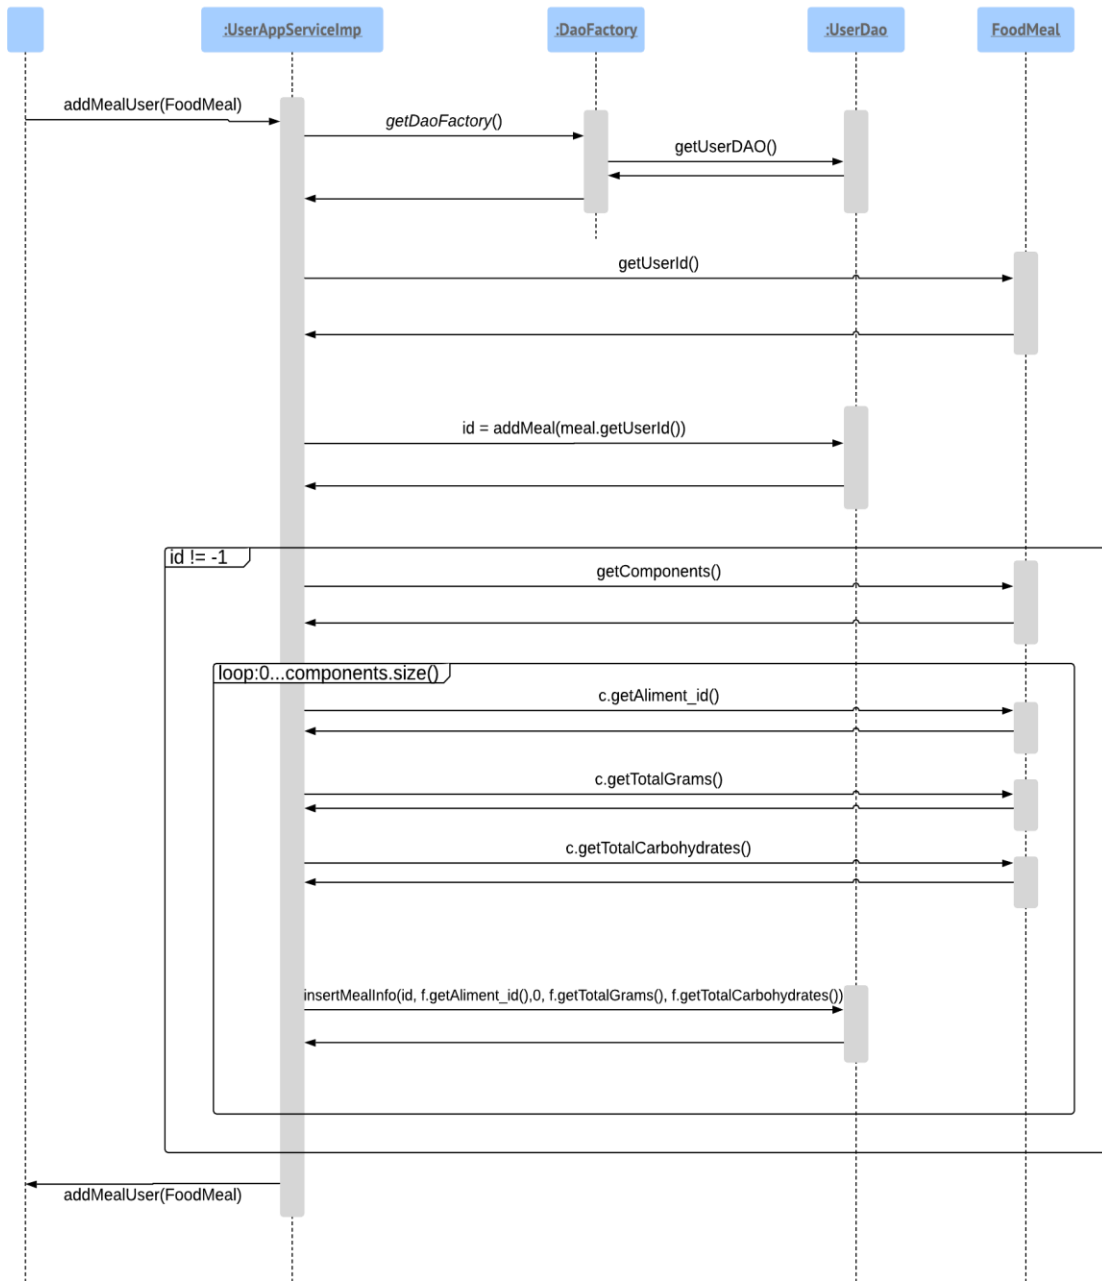 :UserAppServiceImp
:DaoFactory
:UserDao
FoodMeal
addMealUser(FoodMeal)
getDaoFactory()
getUserDAO()
getUserId()
id = addMeal(meal.getUserId())
id != -1
getComponents()
loop:0...components.size()
c.getAliment_id()
c.getTotalGrams()
c.getTotalCarbohydrates()
insertMealInfo(id, f.getAliment_id(),0, f.getTotalGrams(), f.getTotalCarbohydrates())
addMealUser(FoodMeal)